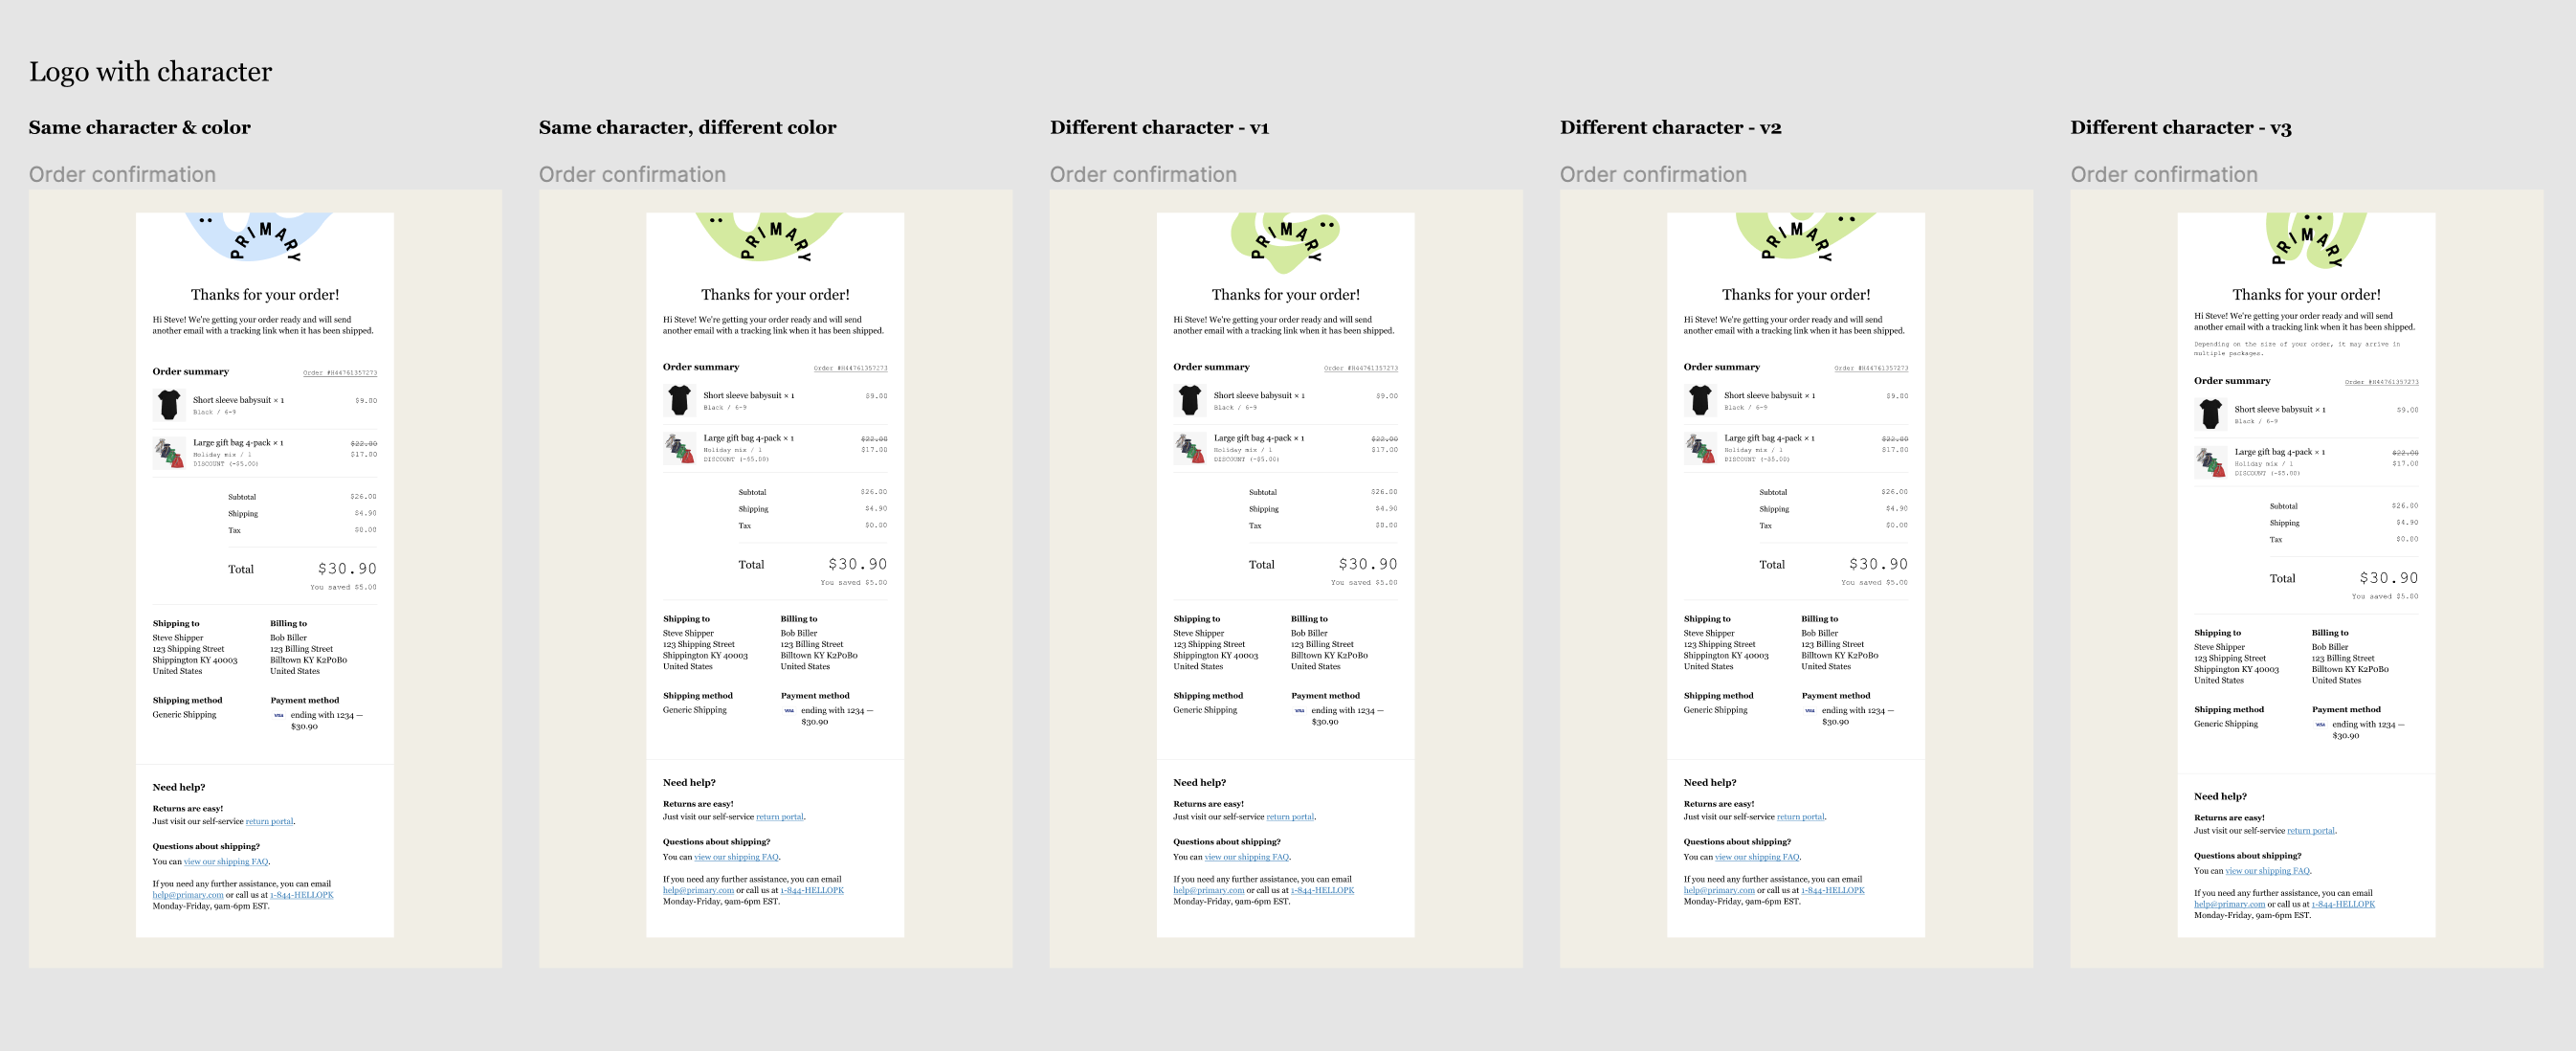 Logo with character
Same character & color
Order confirmation
PRIMARY
Thanks for your order!
Hi Steve! We're getting your order ready and will send
another email with a tracking link when it has been shipped.
Order summary
Order #H44761357273
Short sleeve babysuit × 1
$9.00
Black / 6-9
Large gift bag 4-pack × 1
$22.00
Holiday mix / 1
$17.00
DISCOUNT (-$5.00)
Subtotal
$26.00
Shipping
$4.90
Tax
$0.00
Total
$30.90
You saved $5.00
Shipping to
Steve Shipper
123 Shipping Street
Shippington KY 40003
United States
Billing to
Bob Biller
123 Billing Street
Billtown KY K2P0B0
United States
Shipping method
Generic Shipping
Payment method
VISA
ending with 1234 —
$30.90
Need help?
Returns are easy!
Just visit our self-service return portal.
Questions about shipping?
You can view our shipping FAQ.
If you need any further assistance, you can email
help@primary.com or call us at 1-844-HELLOPK
Monday-Friday, 9am-6pm EST.
Same character, different color
Order confirmation
PRIMARY
Thanks for your order!
Hi Steve! We're getting your order ready and will send
another email with a tracking link when it has been shipped.
Order summary
Order #H44761357273
Short sleeve babysuit × 1
$9.00
Black / 6-9
Large gift bag 4-pack × 1
$22.00
Holiday mix / 1
$17.00
DISCOUNT (-$5.00)
Subtotal
$26.00
Shipping
$4.90
Tax
$0.00
Total
$30.90
You saved $5.00
Shipping to
Steve Shipper
123 Shipping Street
Shippington KY 40003
United States
Billing to
Bob Biller
123 Billing Street
Billtown KY K2P0B0
United States
Shipping method
Generic Shipping
Payment method
VISA
ending with 1234 —
$30.90
Need help?
Returns are easy!
Just visit our self-service return portal.
Questions about shipping?
You can view our shipping FAQ.
If you need any further assistance, you can email
help@primary.com or call us at 1-844-HELLOPK
Monday-Friday, 9am-6pm EST.
Different character - v1
Order confirmation
PRIMARY
Thanks for your order!
Hi Steve! We're getting your order ready and will send
another email with a tracking link when it has been shipped.
Order summary
Order #H44761357273
Short sleeve babysuit × 1
$9.00
Black / 6-9
Large gift bag 4-pack × 1
$22.00
Holiday mix / 1
$17.00
DISCOUNT (-$5.00)
Subtotal
$26.00
Shipping
$4.90
Tax
$0.00
Total
$30.90
You saved $5.00
Shipping to
Steve Shipper
123 Shipping Street
Shippington KY 40003
United States
Billing to
Bob Biller
123 Billing Street
Billtown KY K2P0B0
United States
Shipping method
Generic Shipping
Payment method
VISA
ending with 1234 —
$30.90
Need help?
Returns are easy!
Just visit our self-service return portal.
Questions about shipping?
You can view our shipping FAQ.
If you need any further assistance, you can email
help@primary.com or call us at 1-844-HELLOPK
Monday-Friday, 9am-6pm EST.
Different character - v2
Order confirmation
PRIMARY
Thanks for your order!
Hi Steve! We're getting your order ready and will send
another email with a tracking link when it has been shipped.
Order summary
Order #H44761357273
Short sleeve babysuit × 1
$9.00
Black / 6-9
Large gift bag 4-pack × 1
$22.00
Holiday mix / 1
$17.00
DISCOUNT (-$5.00)
Subtotal
$26.00
Shipping
$4.90
Tax
$0.00
Total
$30.90
You saved $5.00
Shipping to
Steve Shipper
123 Shipping Street
Shippington KY 40003
United States
Billing to
Bob Biller
123 Billing Street
Billtown KY K2P0B0
United States
Shipping method
Generic Shipping
Payment method
VISA
ending with 1234 —
$30.90
Need help?
Returns are easy!
Just visit our self-service return portal.
Questions about shipping?
You can view our shipping FAQ.
If you need any further assistance, you can email
help@primary.com or call us at 1-844-HELLOPK
Monday-Friday, 9am-6pm EST.
Different character - v3
Order confirmation
PRIMARY
Thanks for your order!
Hi Steve! We're getting your order ready and will send
another email with a tracking link when it has been shipped.
Depending on the size of your order, it may arrive in
multiple packages.
Order summary
Order #H44761357273
Short sleeve babysuit × 1
$9.00
Black / 6-9
Large gift bag 4-pack × 1
$22.00
Holiday mix / 1
$17.00
DISCOUNT (-$5.00)
Subtotal
$26.00
Shipping
$4.90
Tax
$0.00
Total
$30.90
You saved $5.00
Shipping to
Steve Shipper
123 Shipping Street
Shippington KY 40003
United States
Billing to
Bob Biller
123 Billing Street
Billtown KY K2P0B0
United States
Shipping method
Generic Shipping
Payment method
VISA
ending with 1234 —
$30.90
Need help?
Returns are easy!
Just visit our self-service return portal.
Questions about shipping?
You can view our shipping FAQ.
If you need any further assistance, you can email
help@primary.com or call us at 1-844-HELLOPK
Monday-Friday, 9am-6pm EST.